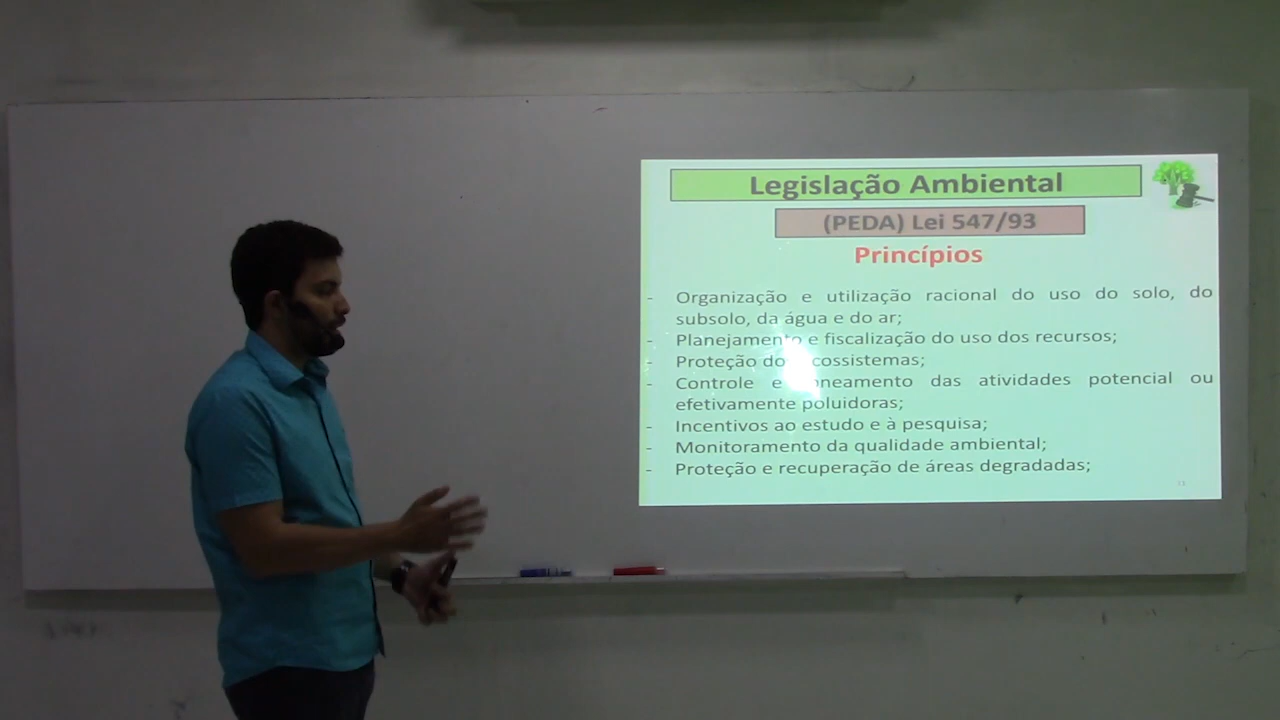 Legislação Ambiental
(PEDA) Lei 547/93
Princípios
- Organização e utilização racional do uso do solo, do
subsolo, da água e do ar;
- Planejamento e fiscalização do uso dos recursos;
- Proteção dos ecossistemas;
- Controle e zoneamento das atividades potencial ou
efetivamente poluidoras;
- Incentivos ao estudo e à pesquisa;
- Monitoramento da qualidade ambiental;
- Proteção e recuperação de áreas degradadas;